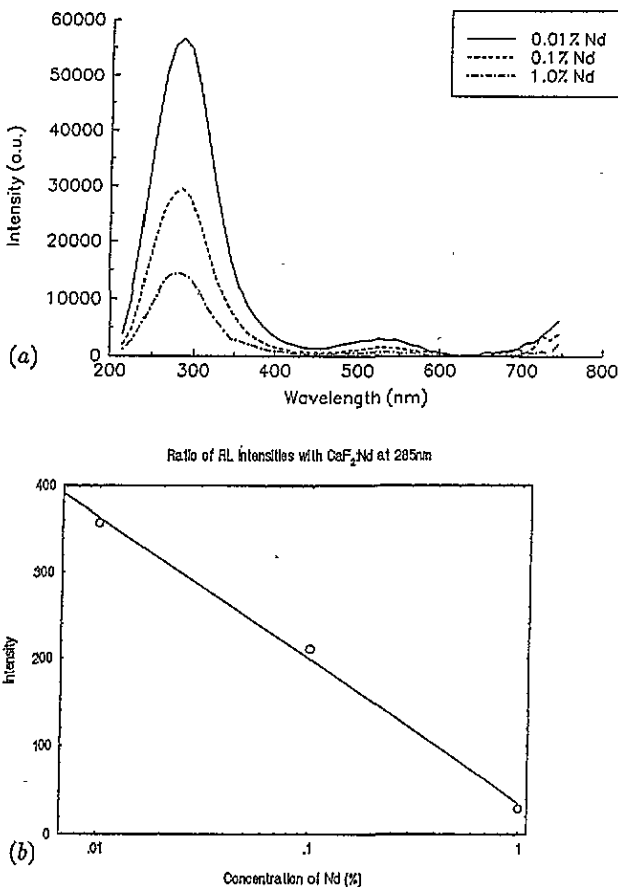 60000
50000
40000
30000
20000
10000
0
Intensity (a.u.)
0.01% Nd
0.1% Nd
1.0% Nd
(a)
200 300 400 500 600 700 800
Wavelength (nm)
Ratio of RL Intensities with CaF₂:Nd at 285nm
400
300
200
100
0
Intensity
(b)
.01 .1 1
Concentration of Nd (%)